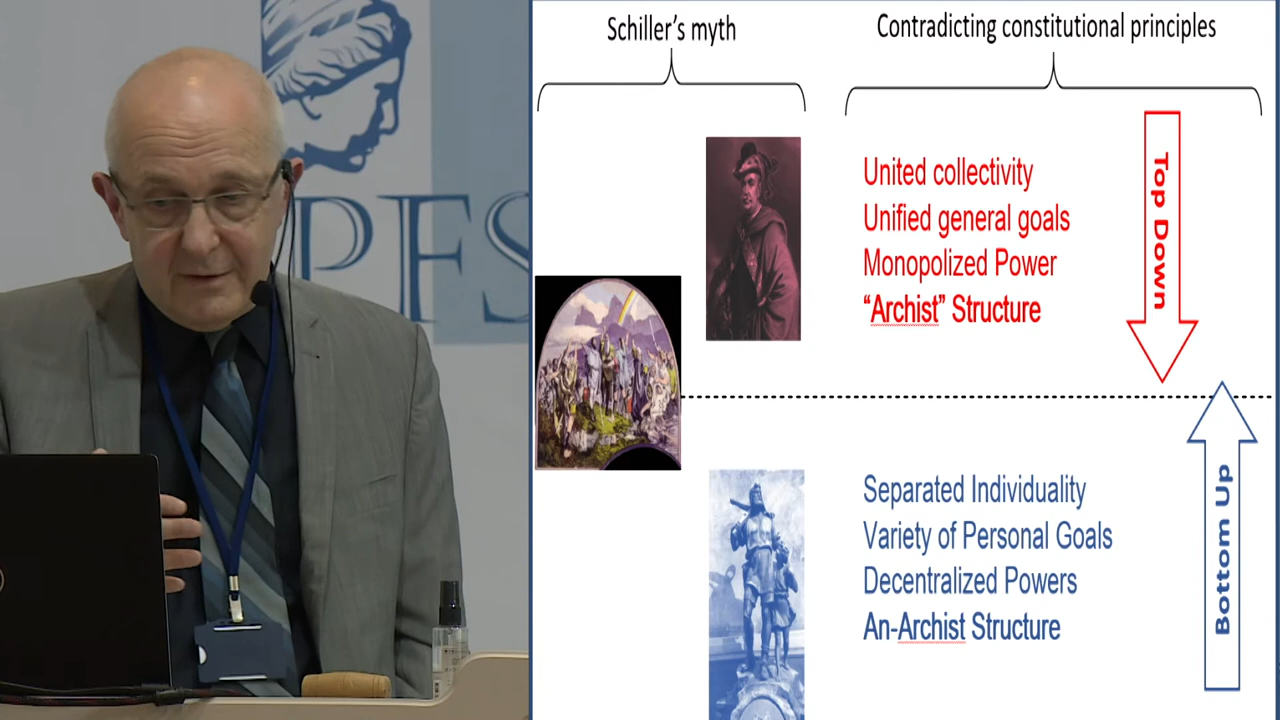 PFS
Schiller’s myth
Contradicting constitutional principles
United collectivity
Unified general goals
Monopolized Power
“Archist” Structure
Top Down
Separated Individuality
Variety of Personal Goals
Decentralized Powers
An-Archist Structure
Bottom Up